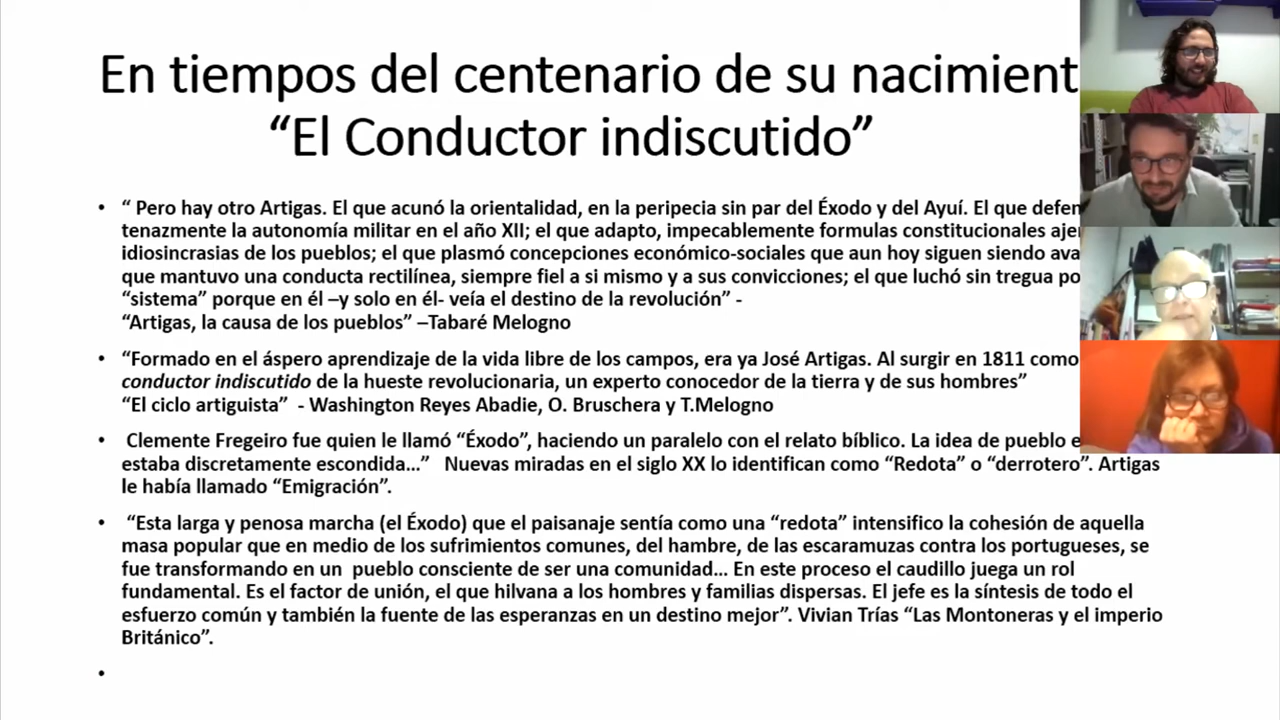 En tiempos del centenario de su nacimient
“El Conductor indiscutido”
• “ Pero hay otro Artigas. El que acunó la orientalidad, en la peripecia sin par del Éxodo y del Ayuí. El que defen
tenazmente la autonomía militar en el año XII; el que adapto, impecablemente formulas constitucionales ajen
idiosincrasias de los pueblos; el que plasmó concepciones económico-sociales que aun hoy siguen siendo ava
que mantuvo una conducta rectilínea, siempre fiel a si mismo y a sus convicciones; el que luchó sin tregua po
“sistema” porque en él –y solo en él- veía el destino de la revolución” -
“Artigas, la causa de los pueblos” –Tabaré Melogno
• “Formado en el áspero aprendizaje de la vida libre de los campos, era ya José Artigas. Al surgir en 1811 como
conductor indiscutido de la hueste revolucionaria, un experto conocedor de la tierra y de sus hombres”
“El ciclo artiguista” - Washington Reyes Abadie, O. Bruschera y T.Melogno
• Clemente Fregeiro fue quien le llamó “Éxodo”, haciendo un paralelo con el relato bíblico. La idea de pueblo e
estaba discretamente escondida…” Nuevas miradas en el siglo XX lo identifican como “Redota” o “derrotero”. Artigas
le había llamado “Emigración”.
• “Esta larga y penosa marcha (el Éxodo) que el paisanaje sentía como una “redota” intensifico la cohesión de aquella
masa popular que en medio de los sufrimientos comunes, del hambre, de las escaramuzas contra los portugueses, se
fue transformando en un pueblo consciente de ser una comunidad… En este proceso el caudillo juega un rol
fundamental. Es el factor de unión, el que hilvana a los hombres y familias dispersas. El jefe es la síntesis de todo el
esfuerzo común y también la fuente de las esperanzas en un destino mejor”. Vivian Trías “Las Montoneras y el imperio
Británico”.
•